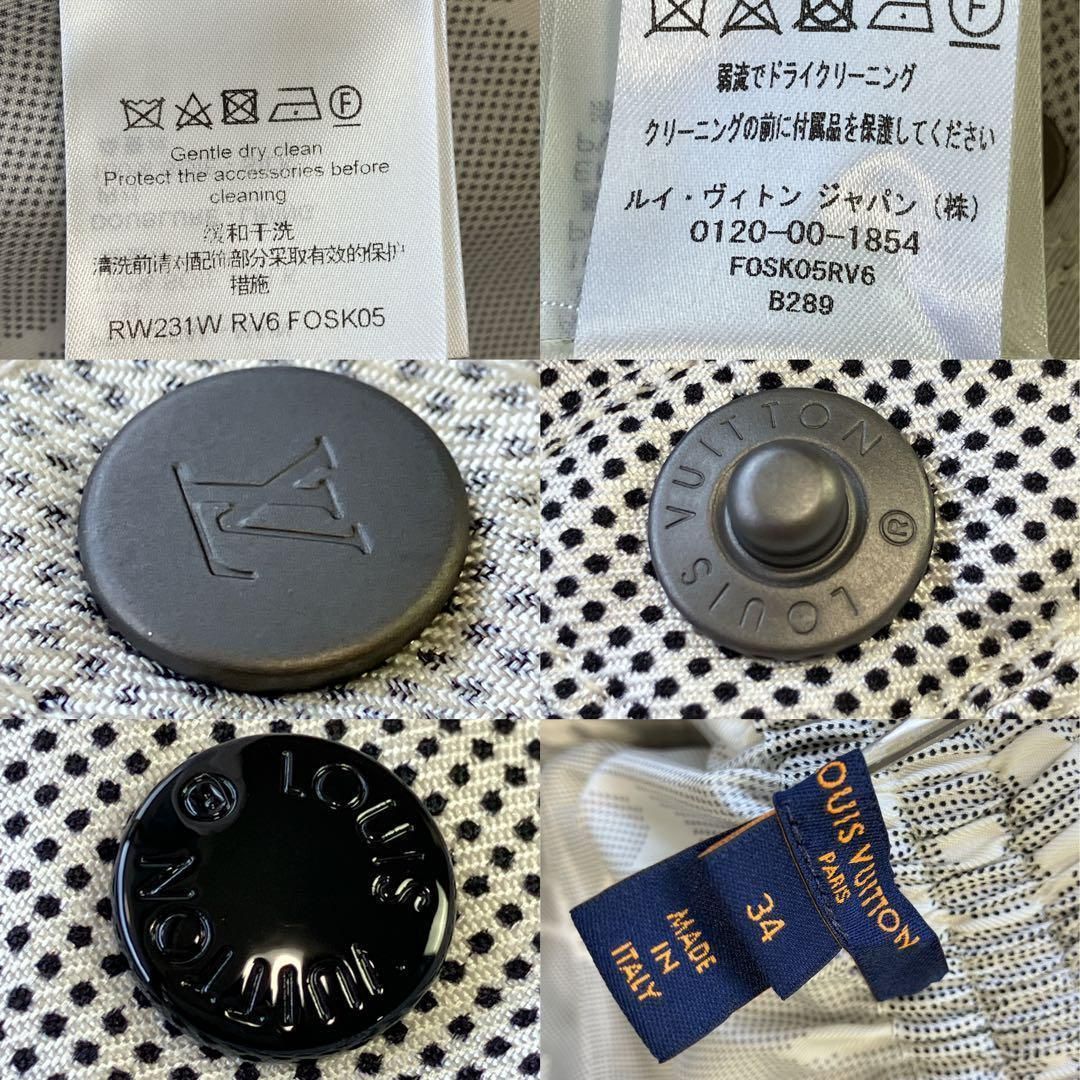 Gentle dry clean
Protect the accessories before
cleaning
缓和干洗
清洗前请对配饰部分采取有效的保护
措施
RW231W RV6 FOSK05
F
弱流でドライクリーニング
クリーニングの前に付属品を保護してください
ルイ・ヴィトン ジャパン (株)
0120-00-1854
FOSK05RV6
B289
LV
LOUIS VUITTON ®
LOUIS VUITTON ®
OUIS VUITTON
PARIS
34
MADE
IN
ITALY